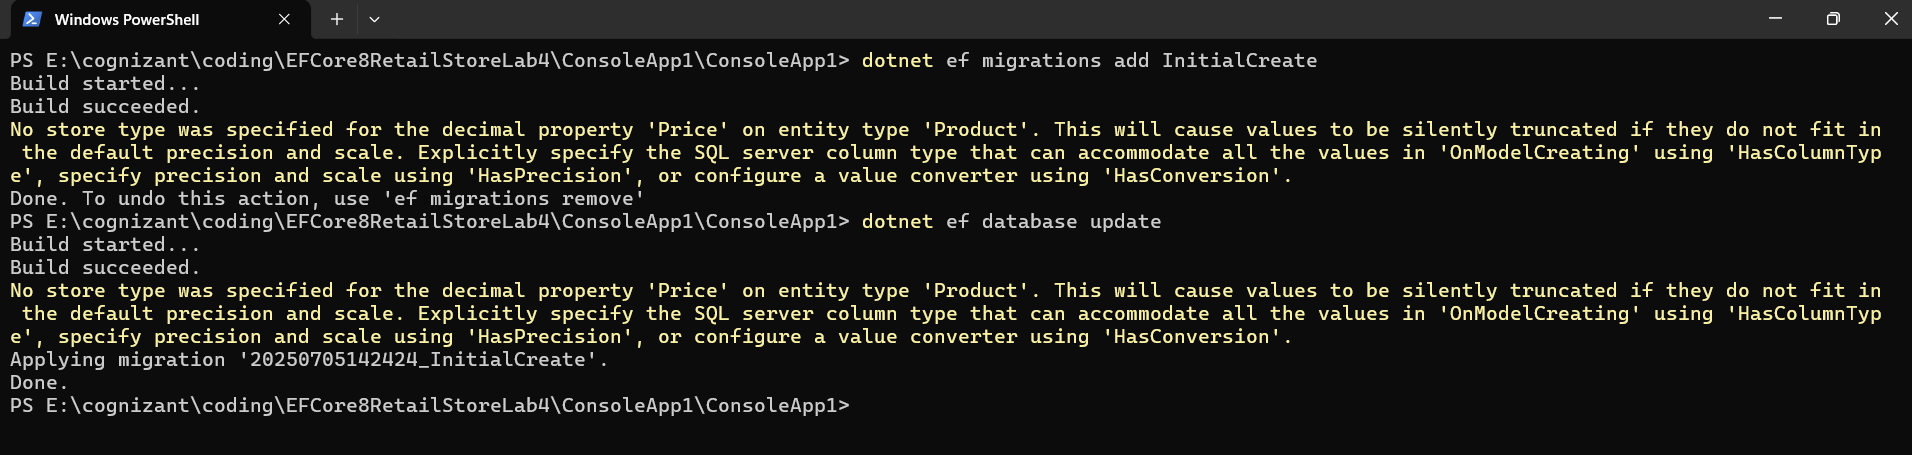 Windows PowerShell
PS E:\cognizant\coding\EFCore8RetailStoreLab4\ConsoleApp1\ConsoleApp1> dotnet ef migrations add InitialCreate
Build started...
Build succeeded.
No store type was specified for the decimal property 'Price' on entity type 'Product'. This will cause values to be silently truncated if they do not fit in
 the default precision and scale. Explicitly specify the SQL server column type that can accommodate all the values in 'OnModelCreating' using 'HasColumnTyp
e', specify precision and scale using 'HasPrecision', or configure a value converter using 'HasConversion'.
Done. To undo this action, use 'ef migrations remove'
PS E:\cognizant\coding\EFCore8RetailStoreLab4\ConsoleApp1\ConsoleApp1> dotnet ef database update
Build started...
Build succeeded.
No store type was specified for the decimal property 'Price' on entity type 'Product'. This will cause values to be silently truncated if they do not fit in
 the default precision and scale. Explicitly specify the SQL server column type that can accommodate all the values in 'OnModelCreating' using 'HasColumnTyp
e', specify precision and scale using 'HasPrecision', or configure a value converter using 'HasConversion'.
Applying migration '20250705142424_InitialCreate'.
Done.
PS E:\cognizant\coding\EFCore8RetailStoreLab4\ConsoleApp1\ConsoleApp1>